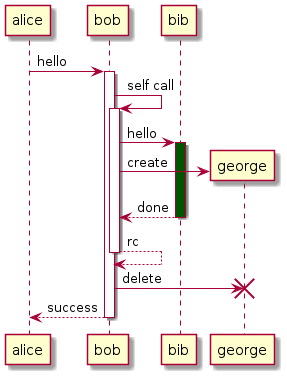 alice bob bib
hello
self call
hello
create
george
done
rc
delete
success
alice bob bib george